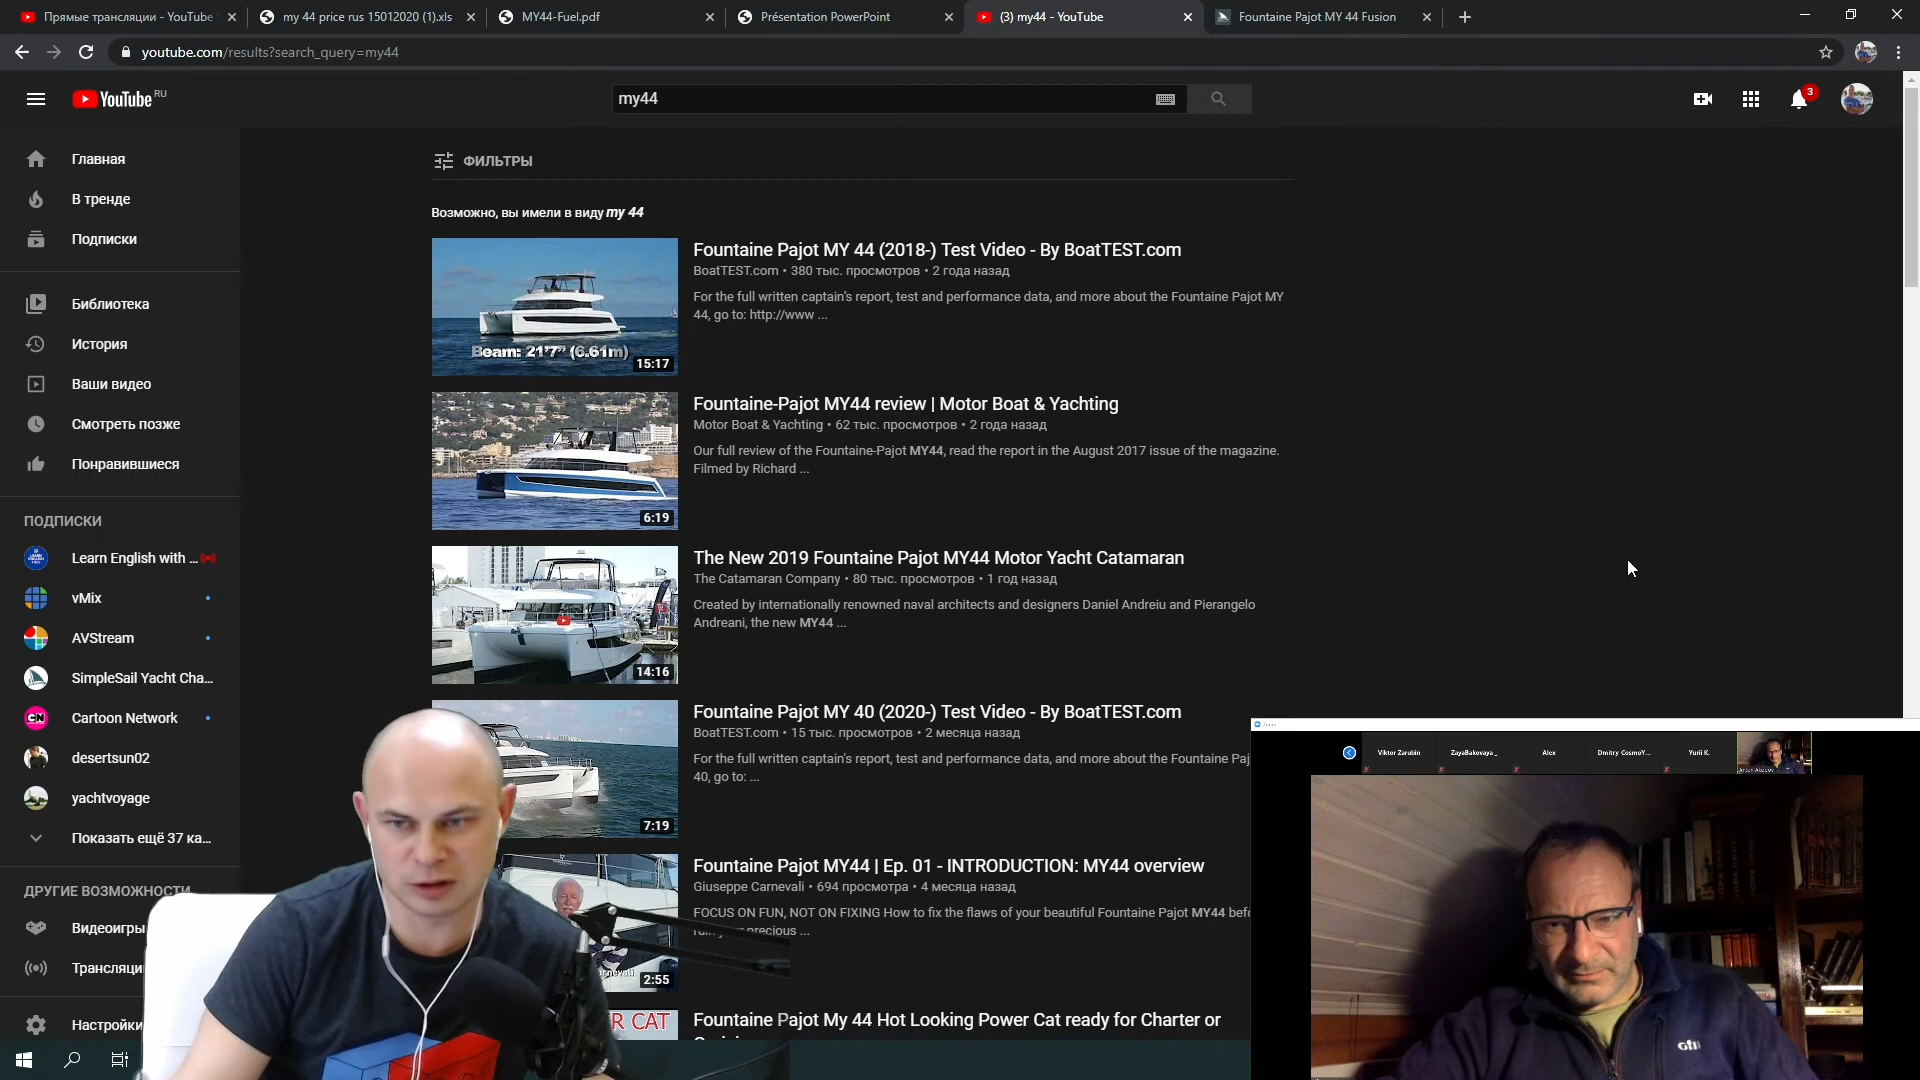 Прямые трансляции - YouTube
my 44 price rus 15012020 (1).xls
MY44-Fuel.pdf
Présentation PowerPoint
(3) my44 - YouTube
Fountaine Pajot MY 44 Fusion
youtube.com/results?search_query=my44
YouTube RU
my44
3
Главная
В тренде
Подписки
Библиотека
История
Ваши видео
Смотреть позже
Понравившиеся
ПОДПИСКИ
Learn English with ...
vMix
AVStream
SimpleSail Yacht Cha...
Cartoon Network
desertsun02
yachtvoyage
Показать ещё 37 ка...
ДРУГИЕ ВОЗМОЖНОСТИ
Видеоигры
Трансляци
Настройки
ФИЛЬТРЫ
Возможно, вы имели в виду my 44
Beam: 21'7" (6.61m)
15:17
Fountaine Pajot MY 44 (2018-) Test Video - By BoatTEST.com
BoatTEST.com • 380 тыс. просмотров • 2 года назад
For the full written captain's report, test and performance data, and more about the Fountaine Pajot MY
44, go to: http://www ...
6:19
Fountaine-Pajot MY44 review | Motor Boat & Yachting
Motor Boat & Yachting • 62 тыс. просмотров • 2 года назад
Our full review of the Fountaine-Pajot MY44, read the report in the August 2017 issue of the magazine.
Filmed by Richard ...
14:16
The New 2019 Fountaine Pajot MY44 Motor Yacht Catamaran
The Catamaran Company • 80 тыс. просмотров • 1 год назад
Created by internationally renowned naval architects and designers Daniel Andreiu and Pierangelo
Andreani, the new MY44 ...
7:19
Fountaine Pajot MY 40 (2020-) Test Video - By BoatTEST.com
BoatTEST.com • 15 тыс. просмотров • 2 месяца назад
For the full written captain's report, test and performance data, and more about the Fountaine Paj
40, go to: ...
2:55
Fountaine Pajot MY44 | Ep. 01 - INTRODUCTION: MY44 overview
Giuseppe Carnevali • 694 просмотра • 4 месяца назад
FOCUS ON FUN, NOT ON FIXING How to fix the flaws of your beautiful Fountaine Pajot MY44 befo
precious ...
R CAT
Fountaine Pajot My 44 Hot Looking Power Cat ready for Charter or
Viktor Zarubin
ZayaBakovaya_
Alex
Dmitry CosmoY...
Yurii K.
Gill